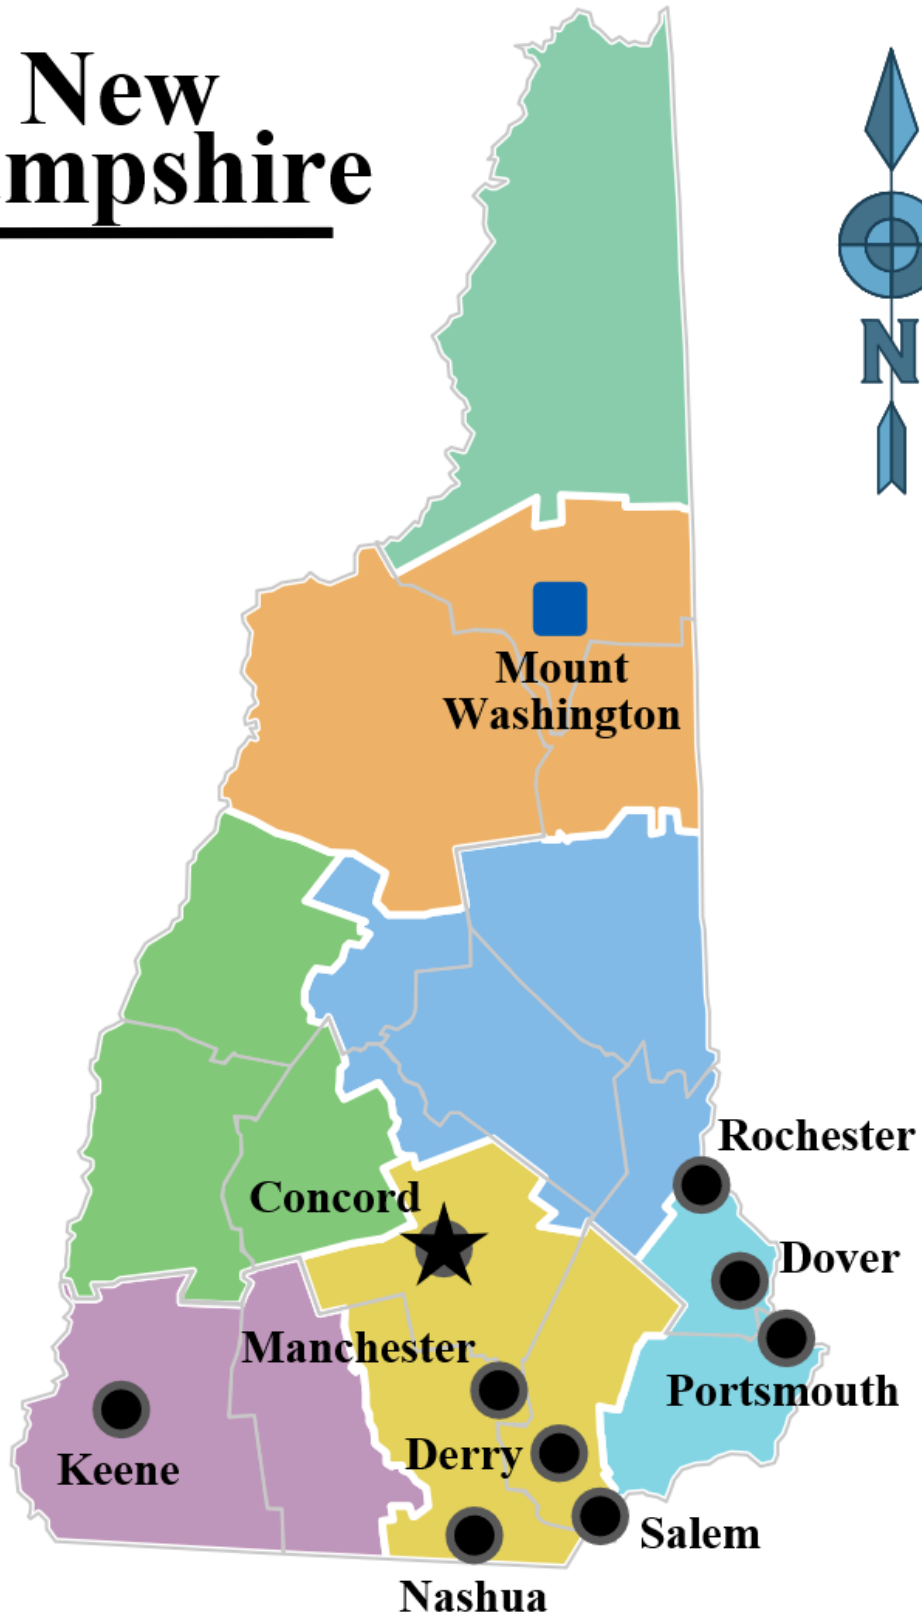 New
mpshire
N
Mount
Washington
Rochester
Concord
Dover
Manchester
Portsmouth
Derry
Keene
Salem
Nashua